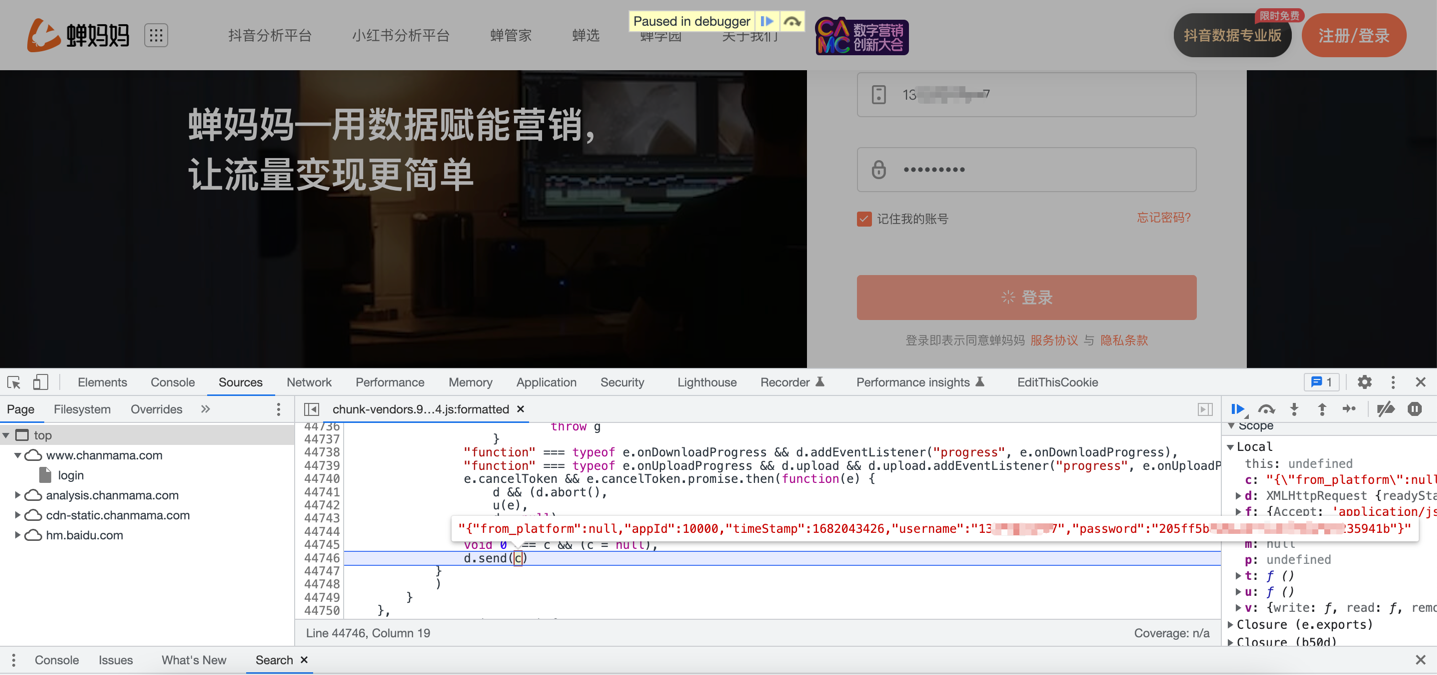 蝉妈妈
抖音分析平台 小红书分析平台 蝉管家 蝉选 蝉学园 关于我们
Paused in debugger
CAMC 数字营销
创新大会
限时免费
抖音数据专业版 注册/登录
蝉妈妈—用数据赋能营销,
让流量变现更简单
13 7
•••••••••
记住我的账号 忘记密码?
登录
登录即表示同意蝉妈妈 服务协议 与 隐私条款
Elements Console Sources Network Performance Memory Application Security Lighthouse Recorder Performance insights EditThisCookie 1
Page Filesystem Overrides » chunk-vendors.9…4.js:formatted ×
top
www.chanmama.com
login
analysis.chanmama.com
cdn-static.chanmama.com
hm.baidu.com
44736 throw g
44737 }
44738 "function" === typeof e.onDownloadProgress && d.addEventListener("progress", e.onDownloadProgress),
44739 "function" === typeof e.onUploadProgress && d.upload && d.upload.addEventListener("progress", e.onUploadP
44740 e.cancelToken && e.cancelToken.promise.then(function(e) {
44741 d && (d.abort(),
44742 u(e),
44743
"{"from_platform":null,"appId":10000,"timeStamp":1682043426,"username":"13 7","password":"205ff5b 235941b"}"
44744
44745 void 0 == c && (c = null),
44746 d.send(c)
44747 }
44748 )
44749 }
44750 },
Line 44746, Column 19 Coverage: n/a
Scope
Local
this: undefined
c: "{\"from_platform\":null
d: XMLHttpRequest {readySta
f: {Accept: 'application/js
m: null
p: undefined
t: ƒ ()
u: ƒ ()
v: {write: ƒ, read: ƒ, remo
Closure (e.exports)
Closure (b50d)
Console Issues What's New Search ×